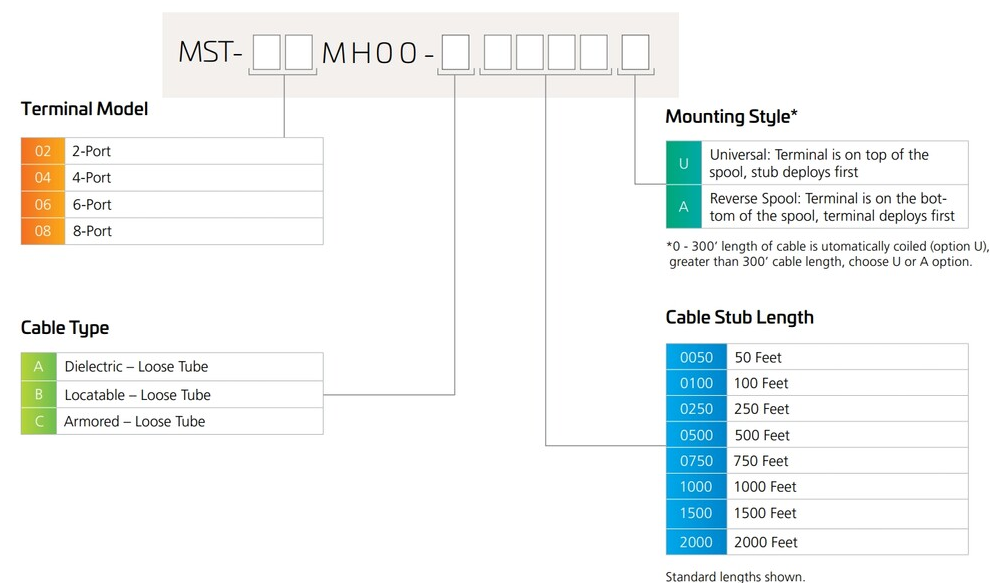 MST- MH00 -
Terminal Model
02 2-Port
04 4-Port
06 6-Port
08 8-Port
Cable Type
A Dielectric – Loose Tube
B Locatable – Loose Tube
C Armored – Loose Tube
Mounting Style*
U Universal: Terminal is on top of the
spool, stub deploys first
A Reverse Spool: Terminal is on the bot-
tom of the spool, terminal deploys first
*0 - 300’ length of cable is utomatically coiled (option U),
greater than 300’ cable length, choose U or A option.
Cable Stub Length
0050 50 Feet
0100 100 Feet
0250 250 Feet
0500 500 Feet
0750 750 Feet
1000 1000 Feet
1500 1500 Feet
2000 2000 Feet
Standard lengths shown.